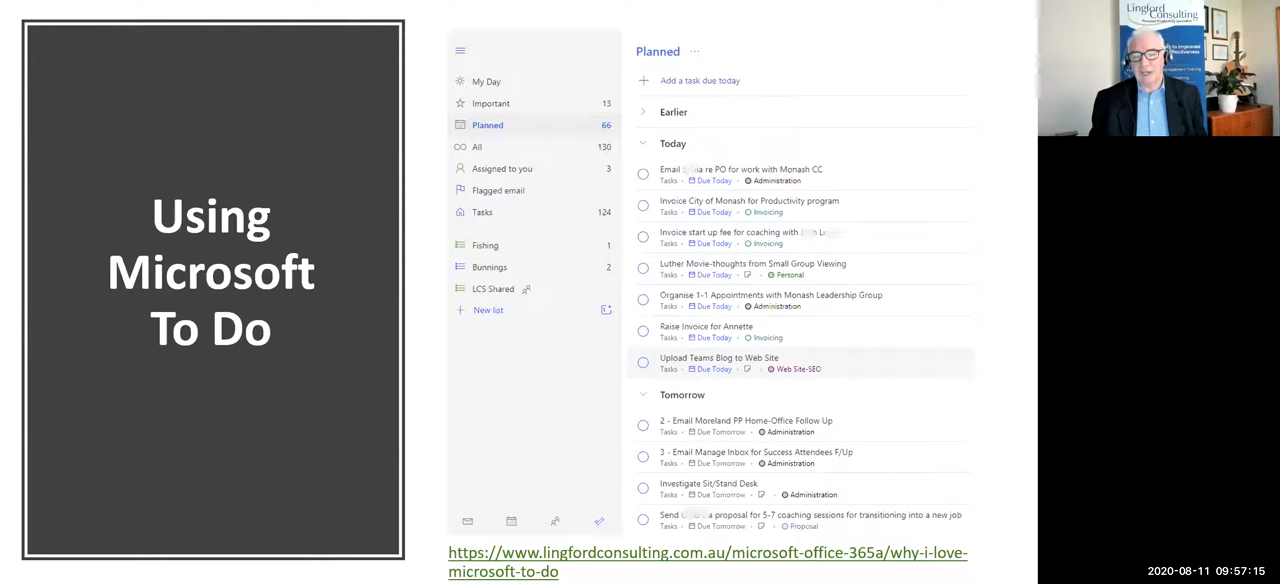 Using
Microsoft
To Do
My Day
Important 13
Planned 66
All 130
Assigned to you 3
Flagged email
Tasks 124
Fishing 1
Bunnings 2
LCS Shared
New list
Planned ...
Add a task due today
Earlier
Today
Email re PO for work with Monash CC
Tasks • Due Today • Administration
Invoice City of Monash for Productivity program
Tasks • Due Today • Invoicing
Invoice start up fee for coaching with
Tasks • Due Today • Invoicing
Luther Movie-thoughts from Small Group Viewing
Tasks • Due Today • Personal
Organise 1-1 Appointments with Monash Leadership Group
Tasks • Due Today • Administration
Raise Invoice for Annette
Tasks • Due Today • Invoicing
Upload Teams Blog to Web Site
Tasks • Due Today • Web Site-SEO
Tomorrow
2 - Email Moreland PP Home-Office Follow Up
Tasks • Due Tomorrow • Administration
3 - Email Manage Inbox for Success Attendees F/Up
Tasks • Due Tomorrow • Administration
Investigate Sit/Stand Desk
Tasks • Due Tomorrow • Administration
Send a proposal for 5-7 coaching sessions for transitioning into a new job
Tasks • Due Tomorrow • Proposal
https://www.lingfordconsulting.com.au/microsoft-office-365a/why-i-love-
microsoft-to-do
Lingford
Consulting
2020-08-11 09:57:15